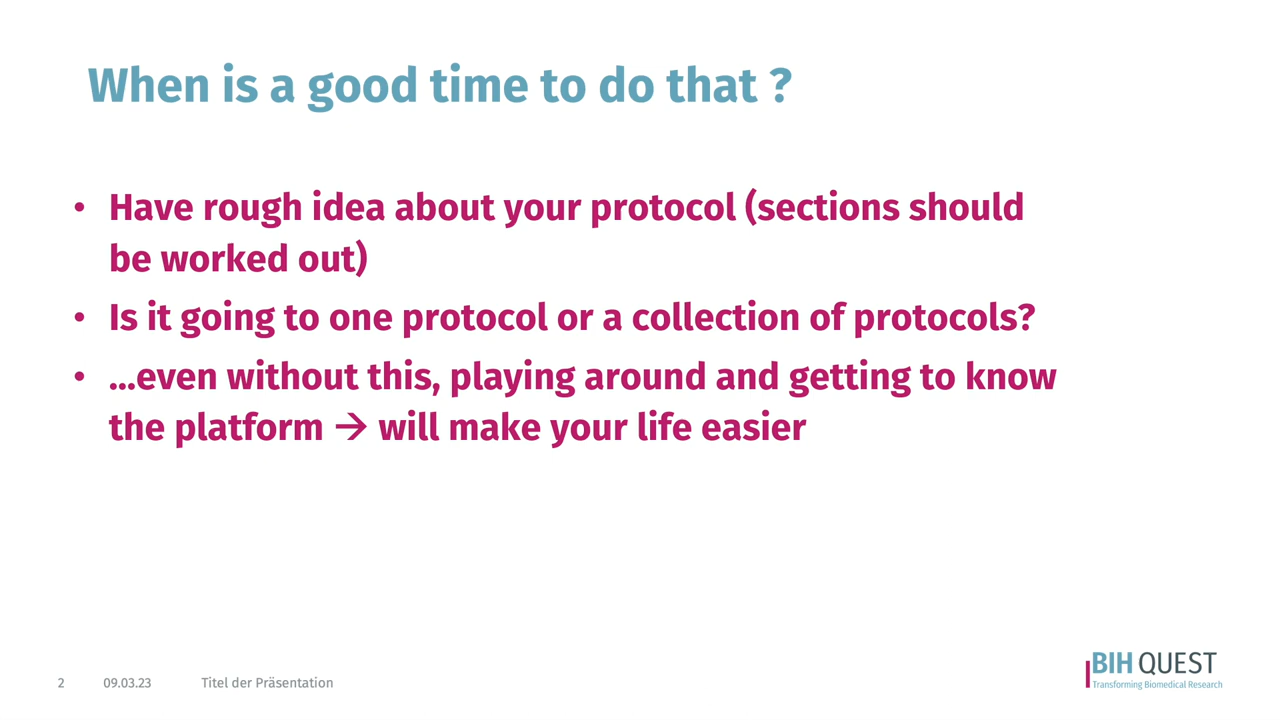 When is a good time to do that ?
• Have rough idea about your protocol (sections should
be worked out)
• Is it going to one protocol or a collection of protocols?
• ...even without this, playing around and getting to know
the platform → will make your life easier
2 09.03.23 Titel der Präsentation
BIH QUEST
Transforming Biomedical Research